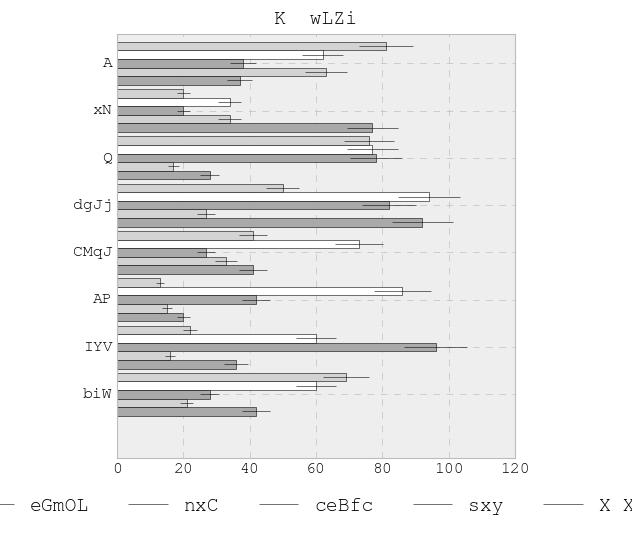 K  wLZi
A
xN
Q
dgJj
CMqJ
AP
IYV
biW
0 20 40 60 80 100 120
eGmOL nxC ceBfc sxy X X